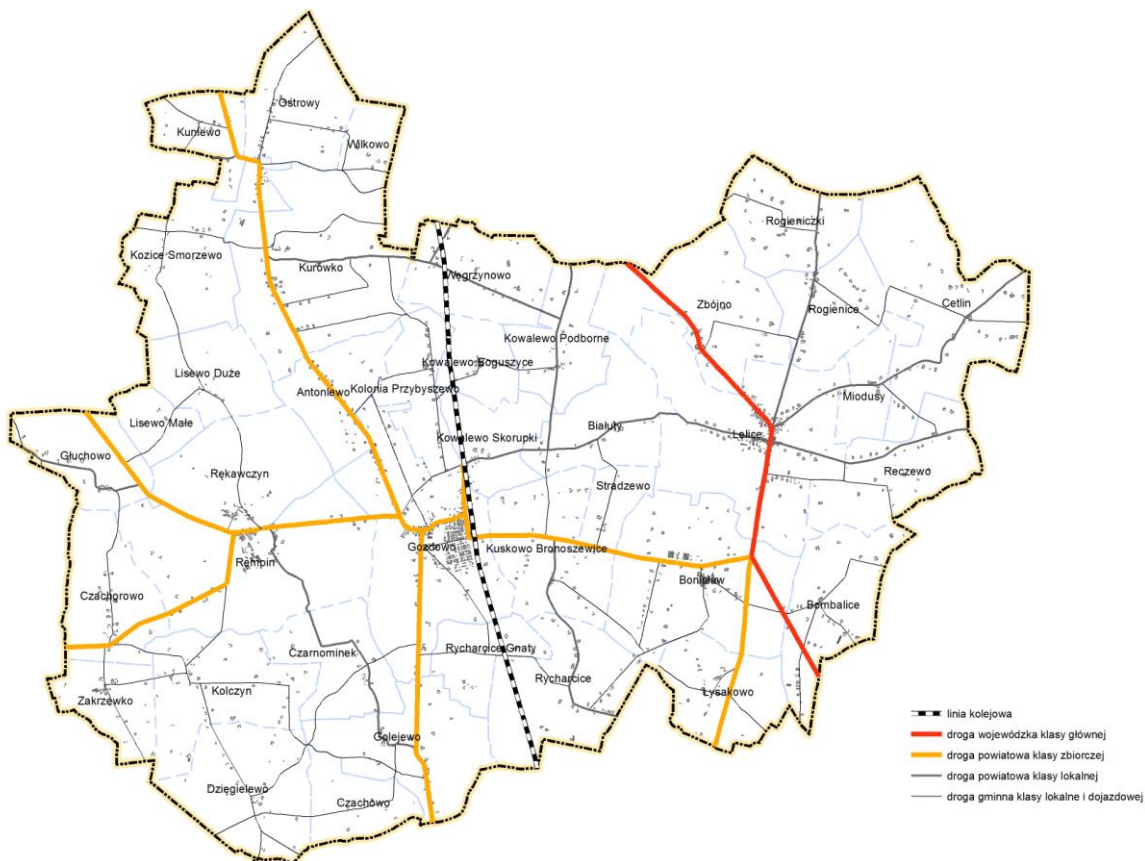 Ostrowy
Kuniewo
Wilkowo
Rogieniczki
Kozice Smorzewo
Kurówko
Węgrzynowo
Zbójno
Rogienice
Cetlin
Kowalewo Podborne
Kowalewo Boguszyce
Lisewo Duże
Antoniewo
Kolonia Przybyszewo
Miodusy
Lisewo Małe
Białuty
Kowalewo Skorupki
Lelice
Głuchowo
Rękawczyn
Reczewo
Stradzewo
Gozdowo
Kuskowo Bronoszewice
Rempin
Bonisław
Czachorowo
Bombalice
Czarnominek
Rycharcice Gnaty
Rycharcice
Zakrzewko
Kolczyn
Łysakowo
Golejewo
Dzięgielewo
Czachowo
linia kolejowa
droga wojewódzka klasy głównej
droga powiatowa klasy zbiorczej
droga powiatowa klasy lokalnej
droga gminna klasy lokalne i dojazdowej